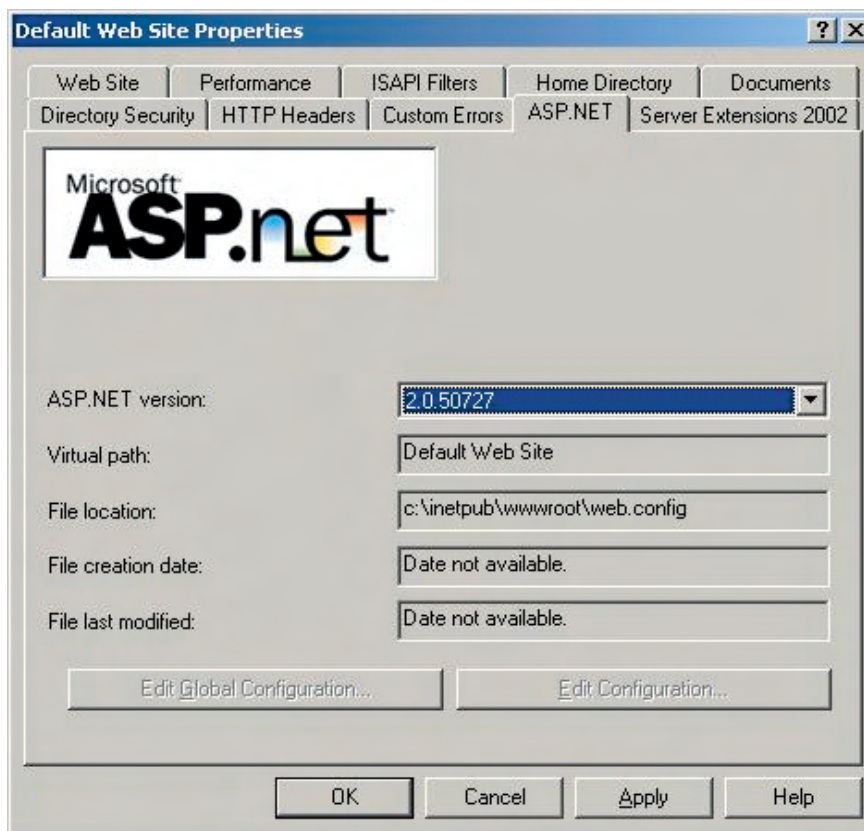 Default Web Site Properties
Web Site Performance ISAPI Filters Home Directory Documents
Directory Security HTTP Headers Custom Errors ASP.NET Server Extensions 2002
Microsoft
ASP.net
ASP.NET version: 2.0.50727
Virtual path: Default Web Site
File location: c:\inetpub\wwwroot\web.config
File creation date: Date not available.
File last modified: Date not available.
Edit Global Configuration... Edit Configuration...
OK Cancel Apply Help